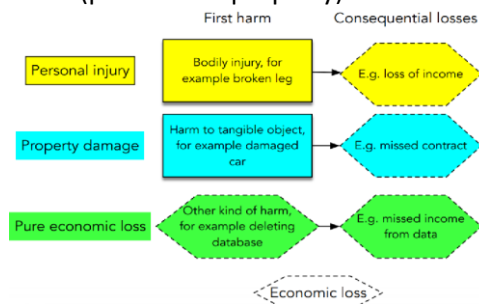 First harm
Consequential losses
Personal injury
Bodily injury, for
example broken leg
E.g. loss of income
Property damage
Harm to tangible object,
for example damaged
car
E.g. missed contract
Pure economic loss
Other kind of harm,
for example deleting
database
E.g. missed income
from data
Economic loss